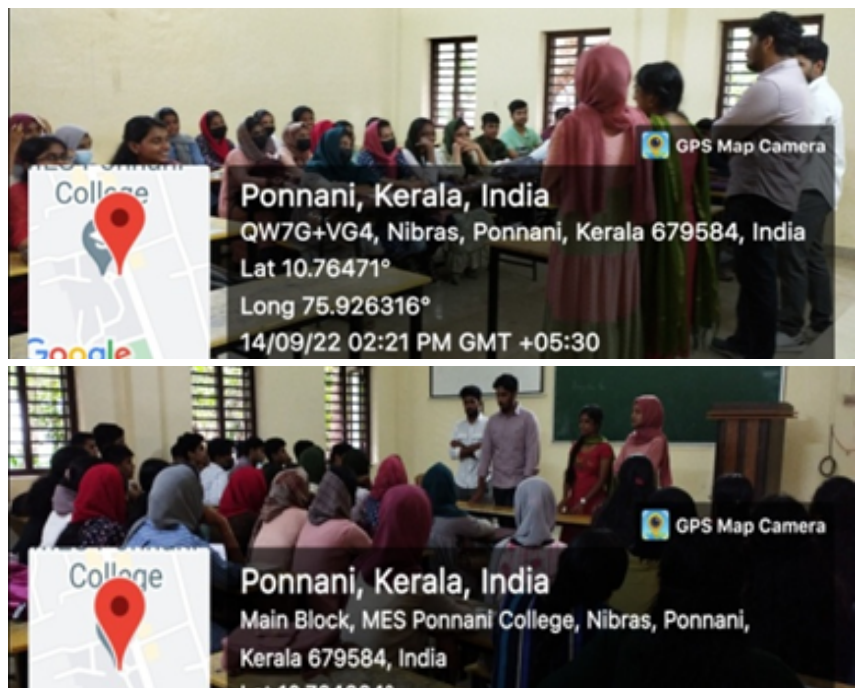 GPS Map Camera
College
Ponnani, Kerala, India
QW7G+VG4, Nibras, Ponnani, Kerala 679584, India
Lat 10.76471°
Long 75.926316°
14/09/22 02:21 PM GMT +05:30
Google
GPS Map Camera
College
Ponnani, Kerala, India
Main Block, MES Ponnani College, Nibras, Ponnani,
Kerala 679584, India